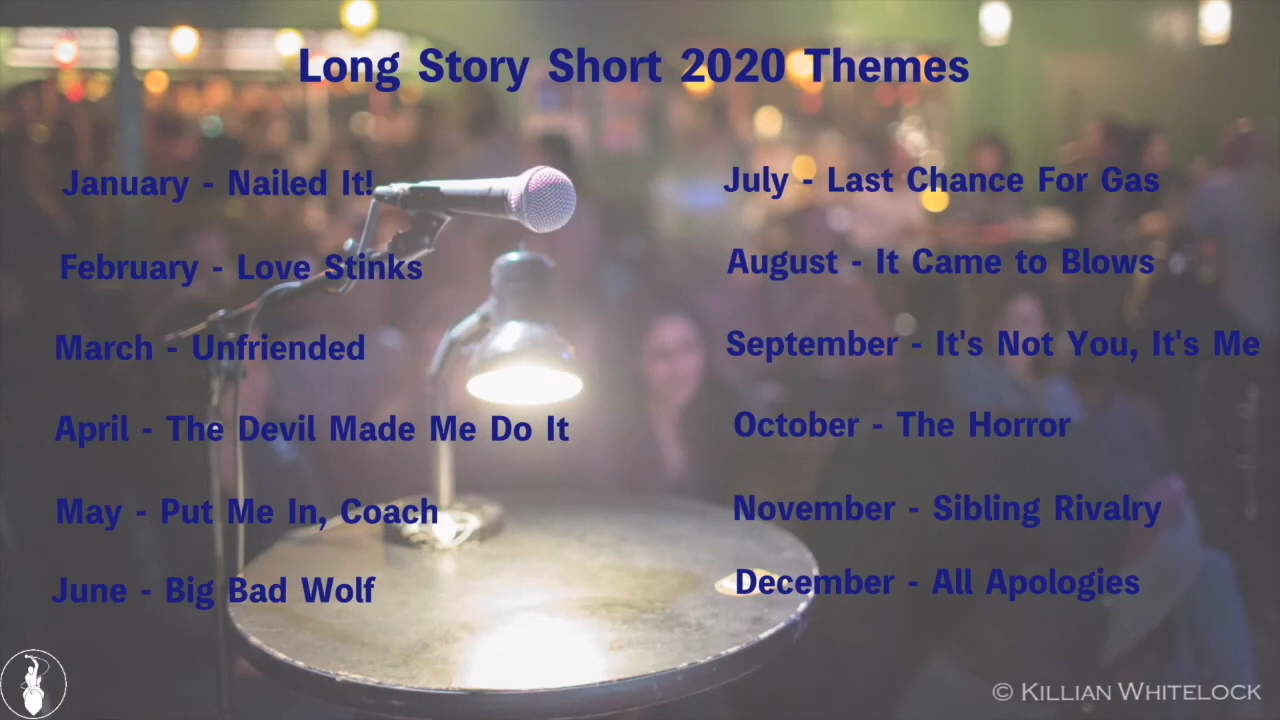 Long Story Short 2020 Themes
January - Nailed It!
February - Love Stinks
March - Unfriended
April - The Devil Made Me Do It
May - Put Me In, Coach
June - Big Bad Wolf
July - Last Chance For Gas
August - It Came to Blows
September - It's Not You, It's Me
October - The Horror
November - Sibling Rivalry
December - All Apologies
© KILLIAN WHITELOCK